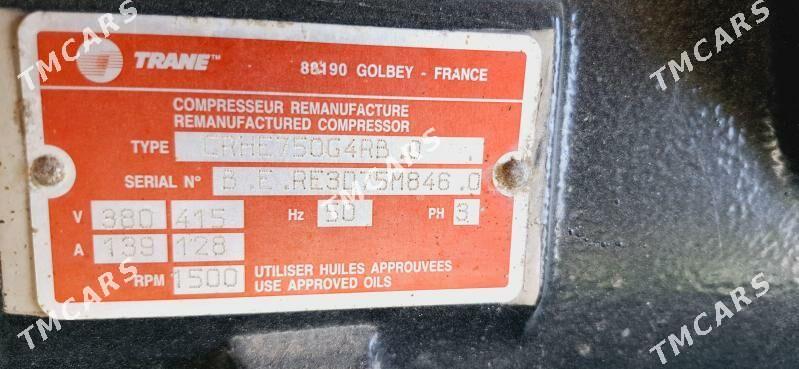 TRANE™
88190 GOLBEY - FRANCE
COMPRESSEUR REMANUFACTURE
REMANUFACTURED COMPRESSOR
TYPE CRHE750G4RB.0 .
SERIAL N° B.E.RE3D75M846.0
V 380 415 Hz 50 PH 3
A 139 128
RPM 1500 UTILISER HUILES APPROUVEES
USE APPROVED OILS
TMCARS
TMCARS
TMCARS
TMCARS
TMCARS
TMCARS